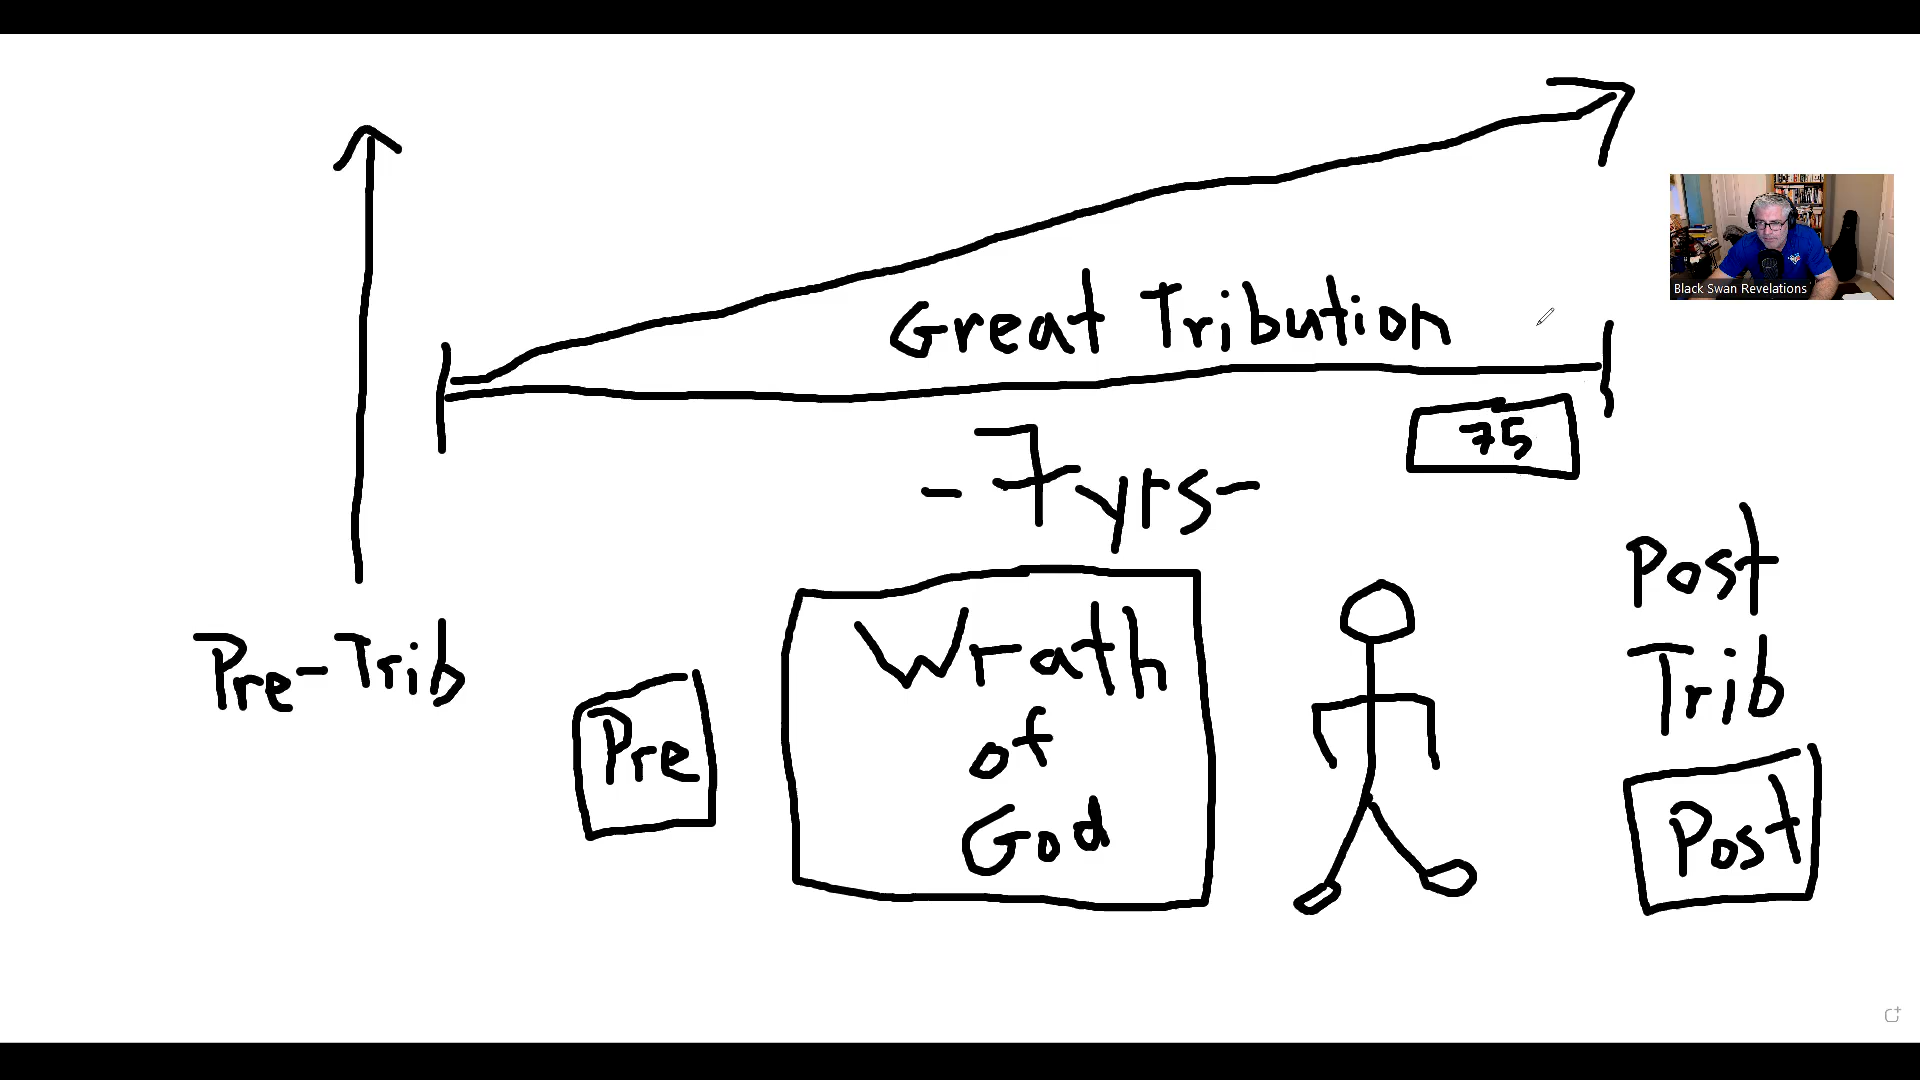 Great Tribution
Black Swan Revelations
75
- 7yrs -
Pre-Trib
Pre
Wrath
of
God
Post
Trib
Post